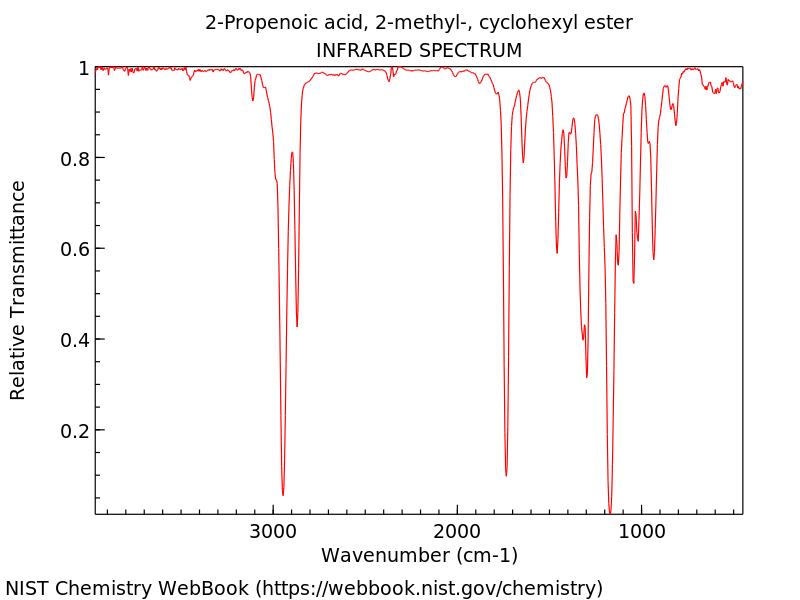 2-Propenoic acid, 2-methyl-, cyclohexyl ester
INFRARED SPECTRUM
1
0.8
0.6
0.4
0.2
Relative Transmittance
3000 2000 1000
Wavenumber (cm-1)
NIST Chemistry WebBook (https://webbook.nist.gov/chemistry)